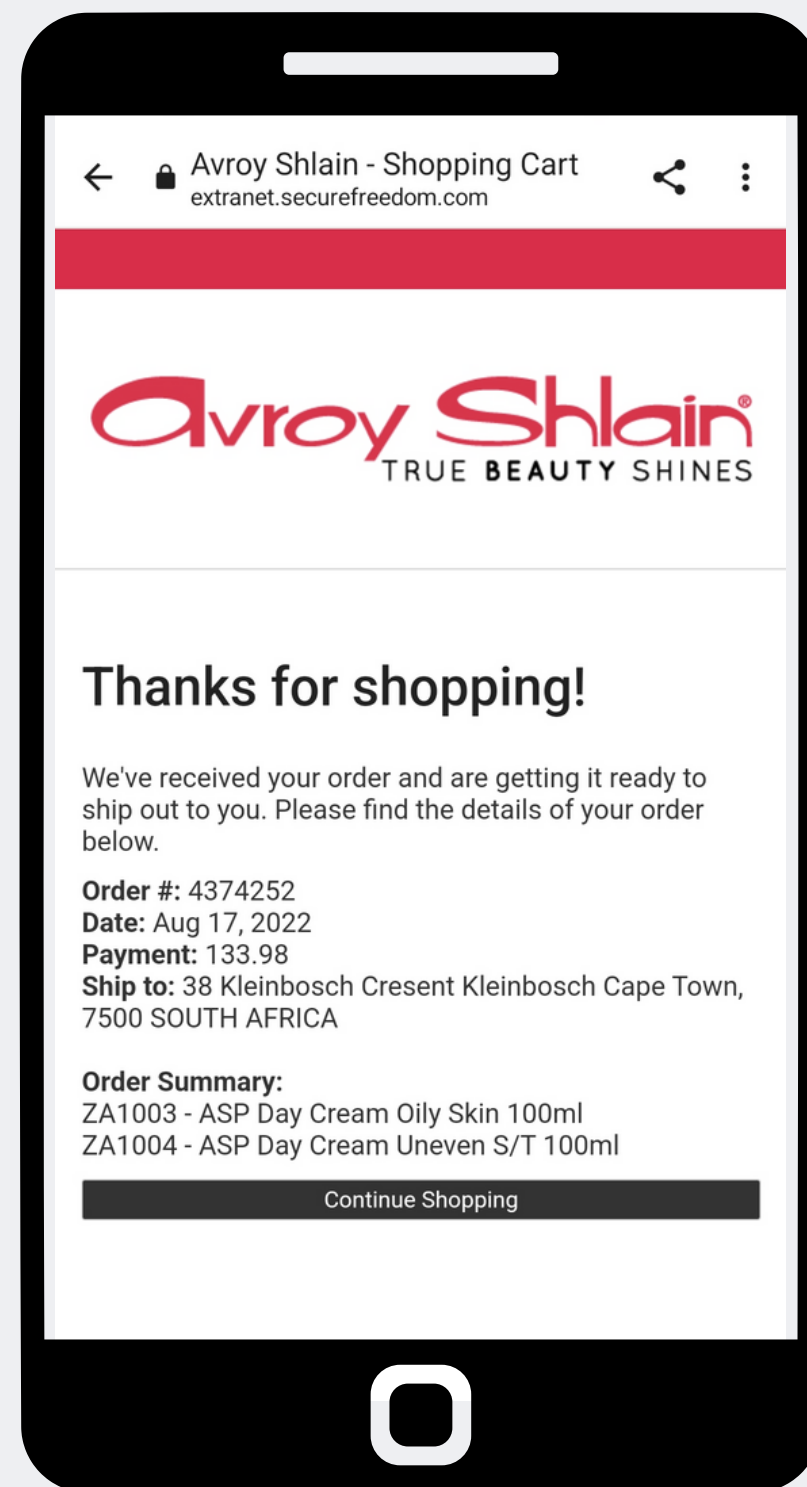 Avroy Shlain - Shopping Cart
extranet.securefreedom.com
avroy Shlain®
TRUE BEAUTY SHINES
Thanks for shopping!
We've received your order and are getting it ready to
ship out to you. Please find the details of your order
below.
Order #: 4374252
Date: Aug 17, 2022
Payment: 133.98
Ship to: 38 Kleinbosch Cresent Kleinbosch Cape Town,
7500 SOUTH AFRICA
Order Summary:
ZA1003 - ASP Day Cream Oily Skin 100ml
ZA1004 - ASP Day Cream Uneven S/T 100ml
Continue Shopping